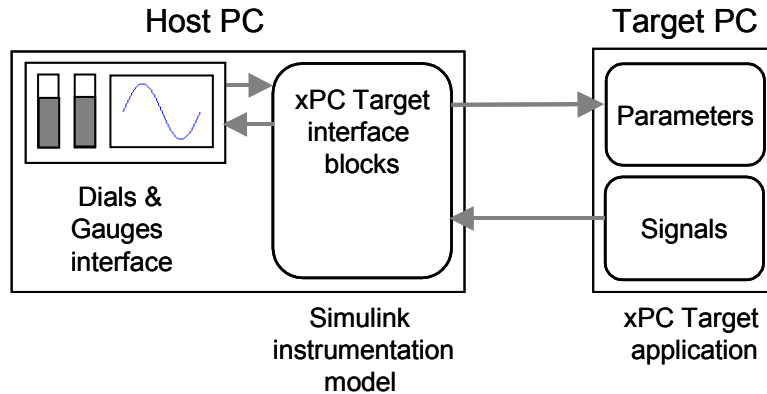 Host PC
Target PC
xPC Target
interface
blocks
Parameters
Dials &
Gauges
interface
Signals
Simulink
instrumentation
model
xPC Target
application